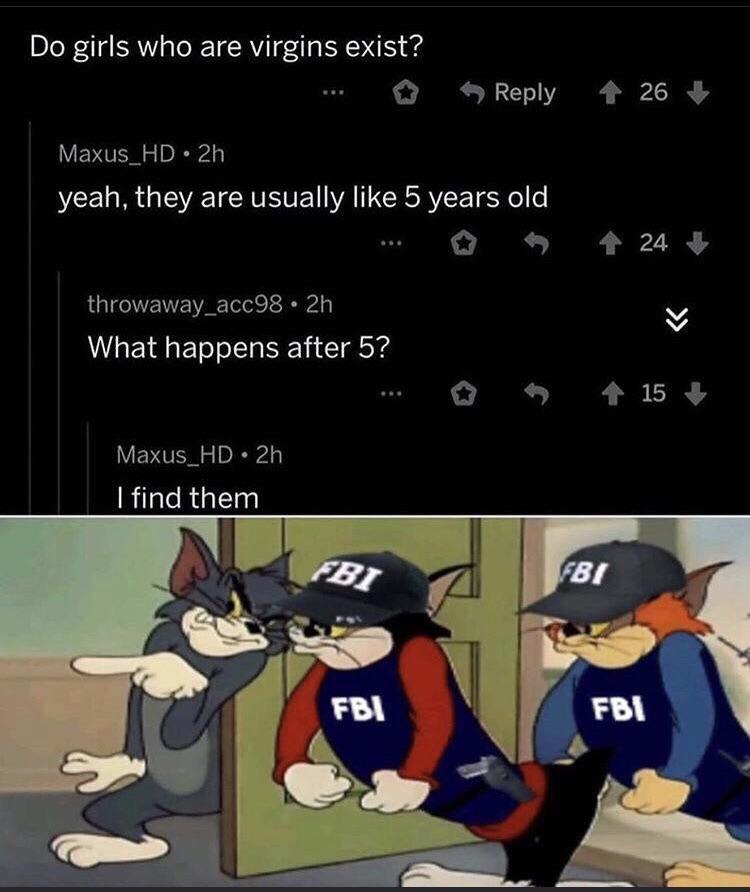 Do girls who are virgins exist?
... Reply 26
Maxus_HD • 2h
yeah, they are usually like 5 years old
... 24
throwaway_acc98 • 2h
What happens after 5?
... 15
Maxus_HD • 2h
I find them
FBI
FBI
FBI
FBI